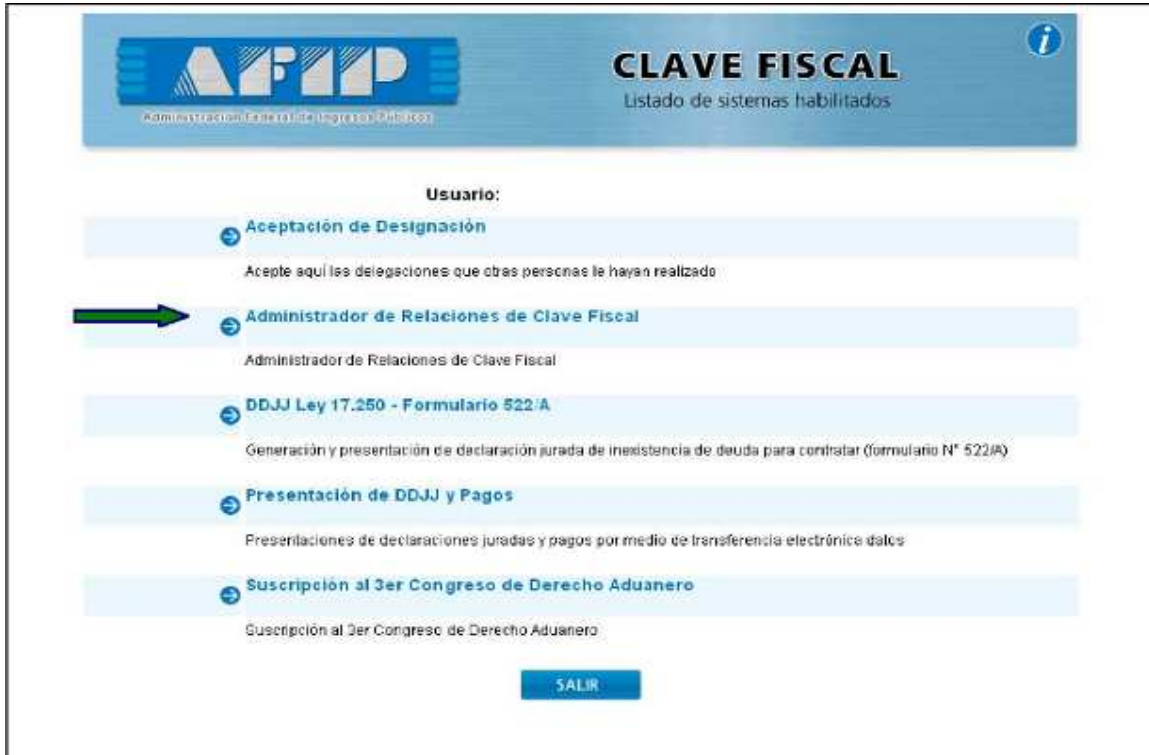 AFIP
Administración Federal de Ingresos Públicos
CLAVE FISCAL
Listado de sistemas habilitados
i
Usuario:
Aceptación de Designación
Acepte aquí las delegaciones que otras personas le hayan realizado
Administrador de Relaciones de Clave Fiscal
Administrador de Relaciones de Clave Fiscal
DDJJ Ley 17.250 - Formulario 522/A
Generación y presentación de declaración jurada de inexistencia de deuda para contratar (formulario N° 522/A)
Presentación de DDJJ y Pagos
Presentaciones de declaraciones juradas y pagos por medio de transferencia electrónica datos
Suscripción al 3er Congreso de Derecho Aduanero
Suscripción al 3er Congreso de Derecho Aduanero
SALIR